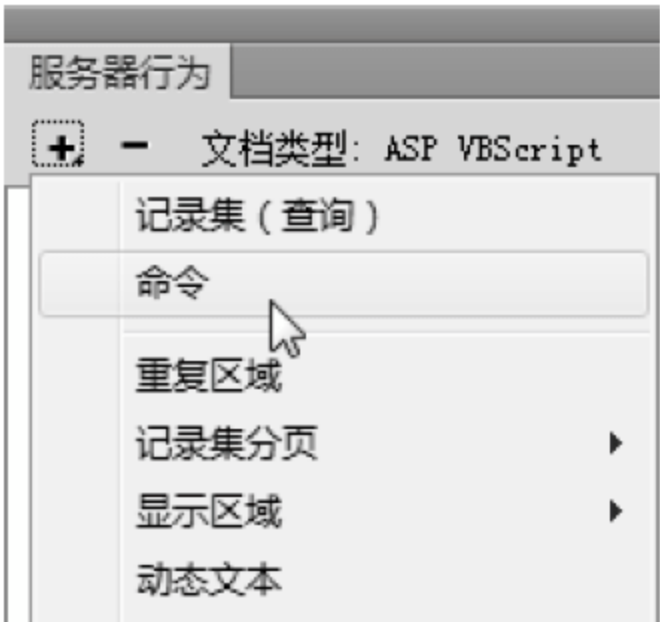 服务器行为
文档类型: ASP VBScript
记录集(查询)
命令
重复区域
记录集分页
显示区域
动态文本